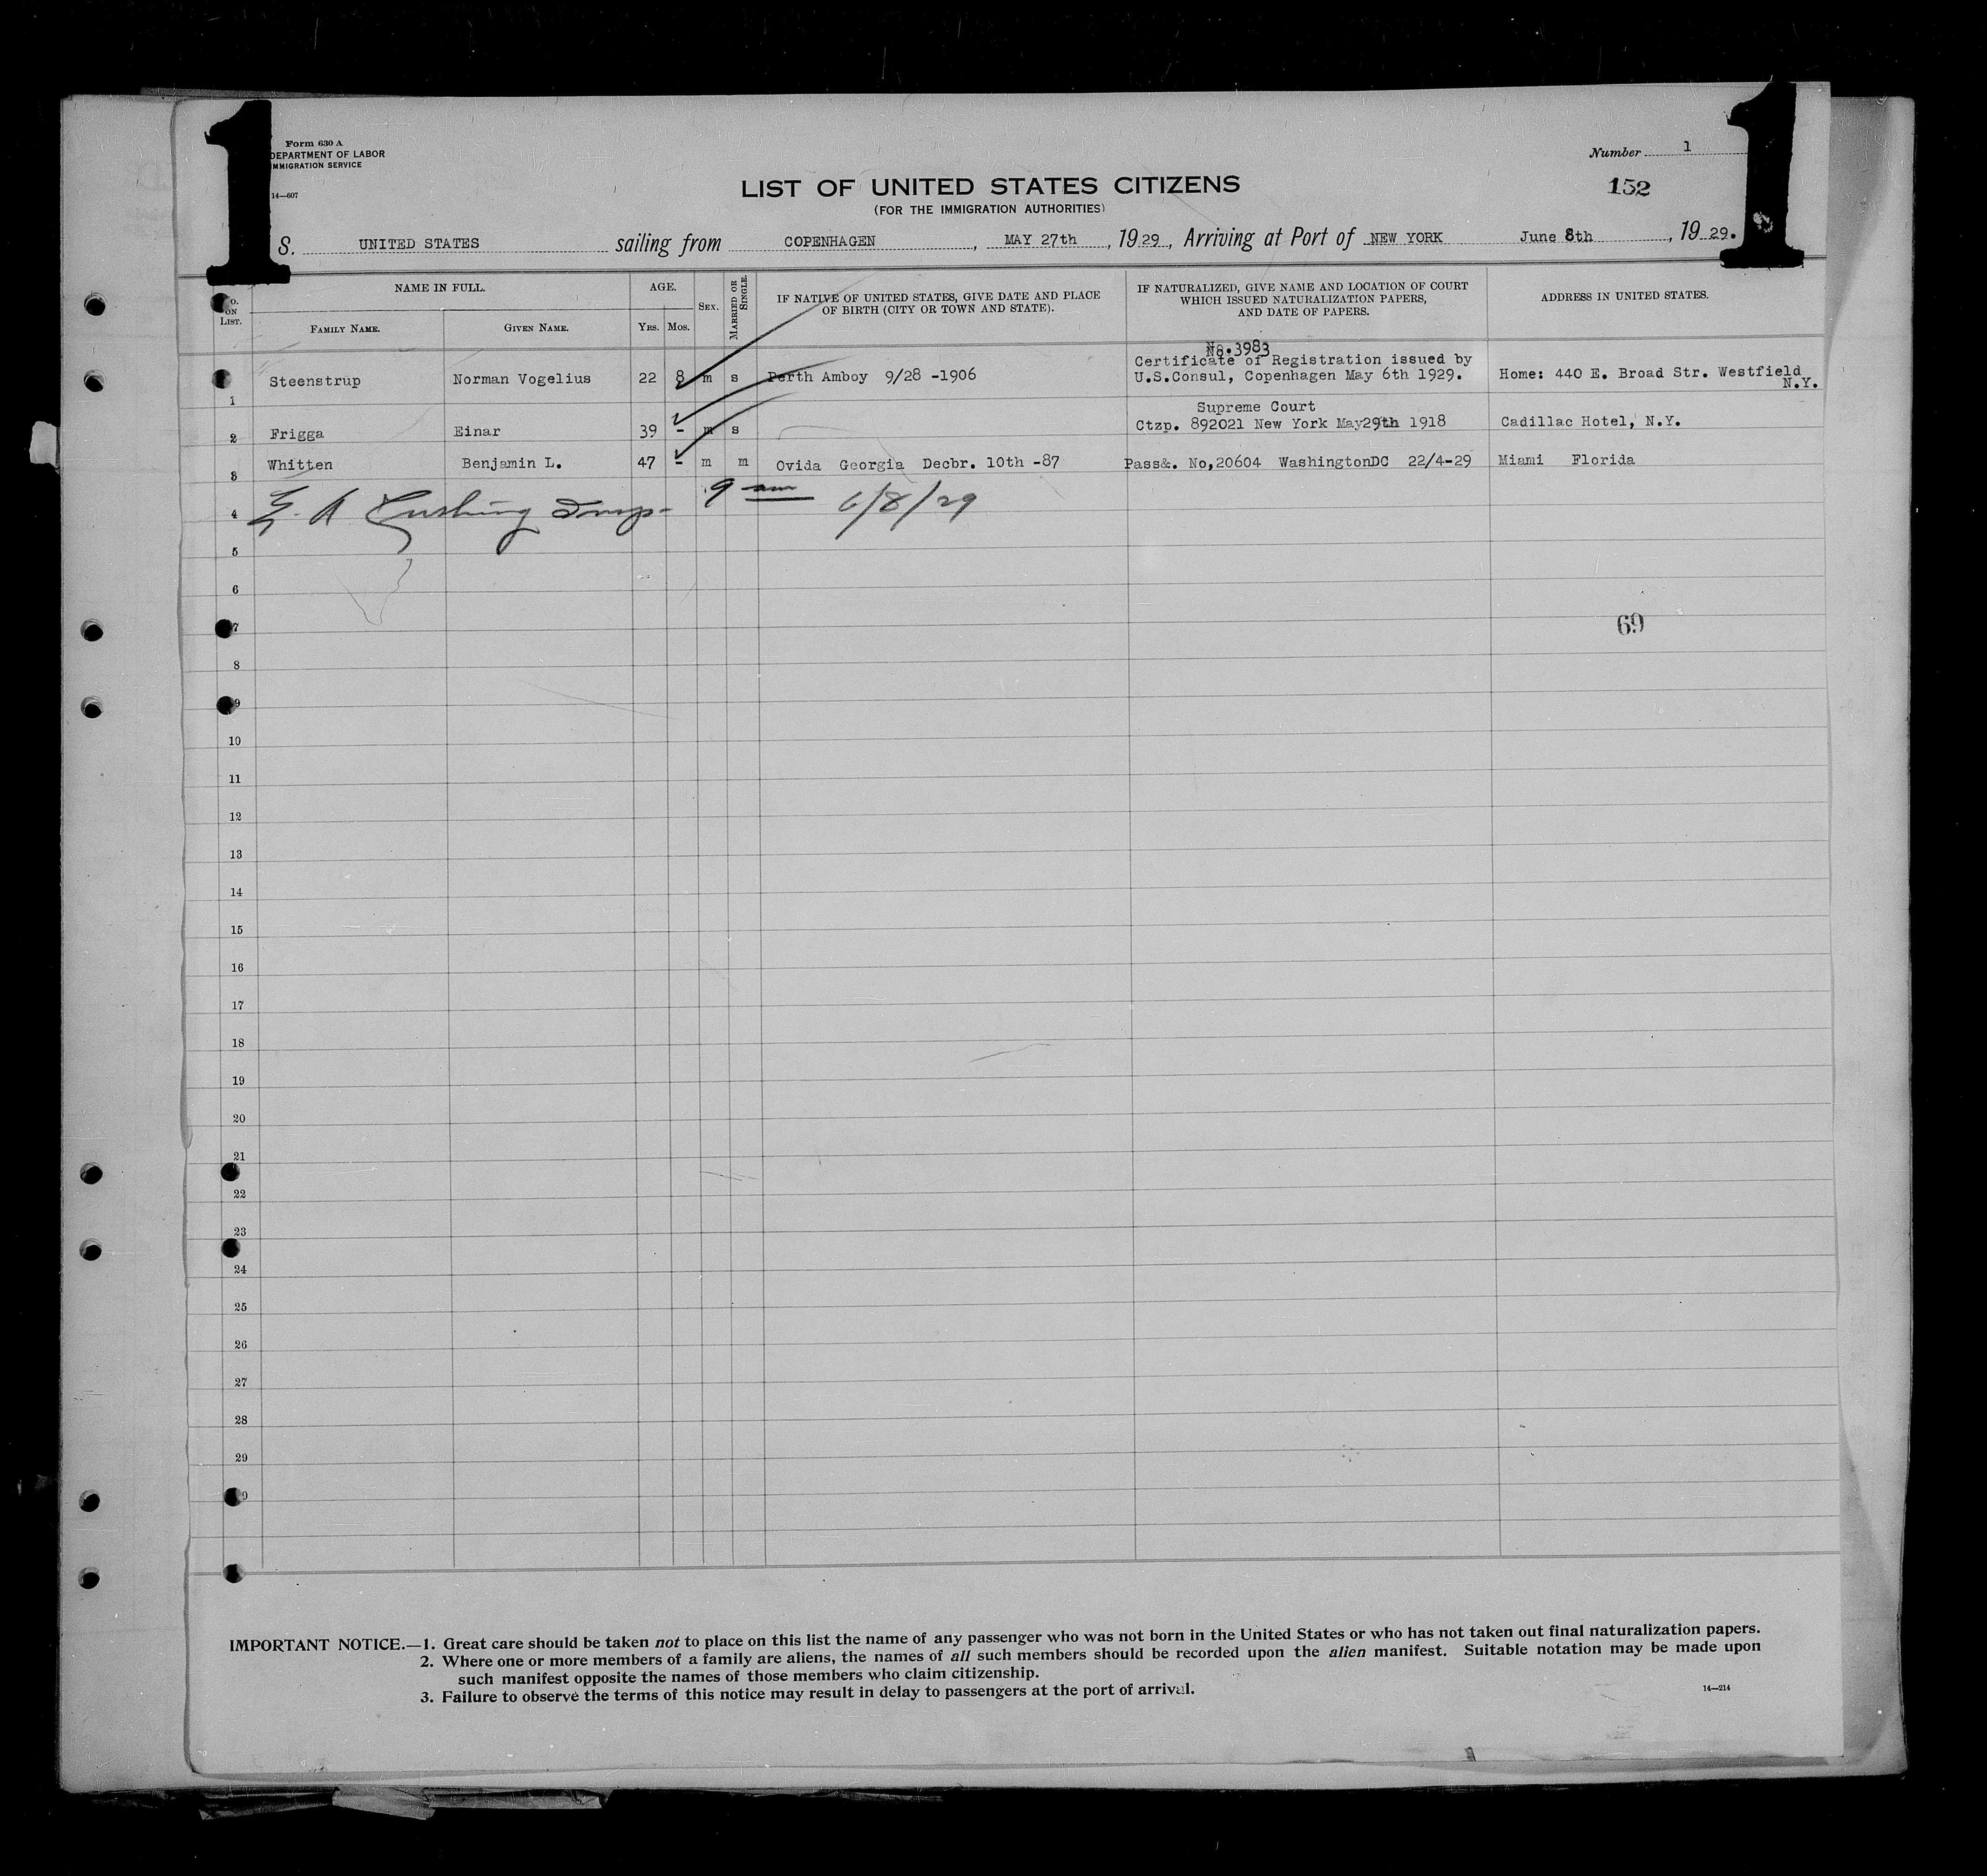 Form 630 A
DEPARTMENT OF LABOR
IMMIGRATION SERVICE
14—607
1
1
Number 1
152
LIST OF UNITED STATES CITIZENS
(FOR THE IMMIGRATION AUTHORITIES)
S. UNITED STATES sailing from COPENHAGEN, MAY 27th, 1929, Arriving at Port of NEW YORK June 8th, 1929.
No. ON LIST.
NAME IN FULL.
FAMILY NAME. GIVEN NAME.
AGE.
YRS. MOS.
SEX.
MARRIED OR SINGLE.
IF NATIVE OF UNITED STATES, GIVE DATE AND PLACE
OF BIRTH (CITY OR TOWN AND STATE).
IF NATURALIZED, GIVE NAME AND LOCATION OF COURT
WHICH ISSUED NATURALIZATION PAPERS,
AND DATE OF PAPERS.
ADDRESS IN UNITED STATES.
No.3983
Certificate of Registration issued by
1 Steenstrup Norman Vogelius 22 8 m s Perth Amboy 9/28 -1906 U.S.Consul, Copenhagen May 6th 1929. Home: 440 E. Broad Str. Westfield
N.Y.
Supreme Court
2 Frigga Einar 39 - m s Ctzp. 892021 New York May29th 1918 Cadillac Hotel, N.Y.
3 Whitten Benjamin L. 47 - m m Ovida Georgia Decbr. 10th -87 Pass&. No,20604 WashingtonDC 22/4-29 Miami Florida
4 E. A Cushing Insp- 9 am 6/8/29
5
6
7
69
8
9
10
11
12
13
14
15
16
17
18
19
20
21
22
23
24
25
26
27
28
29
IMPORTANT NOTICE.—1. Great care should be taken not to place on this list the name of any passenger who was not born in the United States or who has not taken out final naturalization papers.
2. Where one or more members of a family are aliens, the names of all such members should be recorded upon the alien manifest. Suitable notation may be made upon
such manifest opposite the names of those members who claim citizenship.
3. Failure to observe the terms of this notice may result in delay to passengers at the port of arrival.
14—214